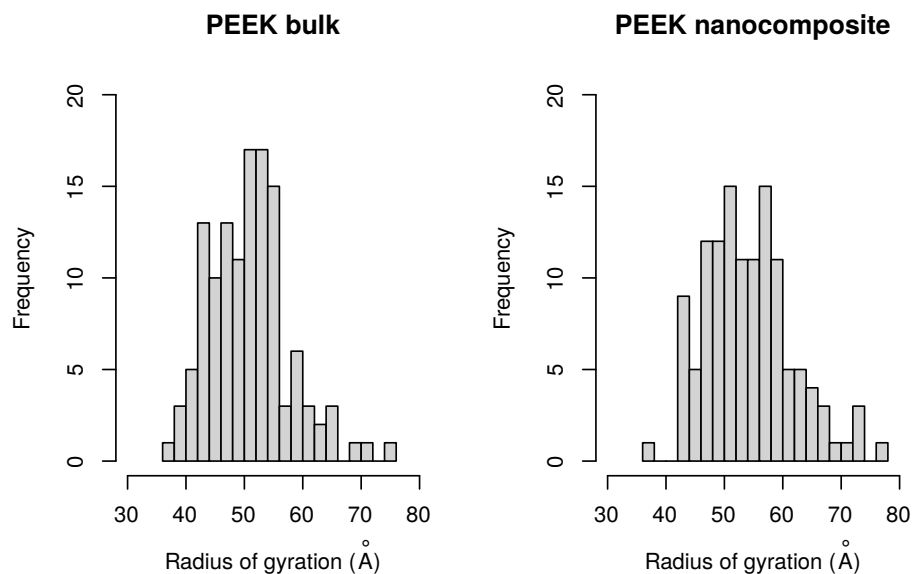 PEEK bulk
20
15
10
5
0
Frequency
30 40 50 60 70 80
Radius of gyration (Å)
PEEK nanocomposite
20
15
10
5
0
Frequency
30 40 50 60 70 80
Radius of gyration (Å)